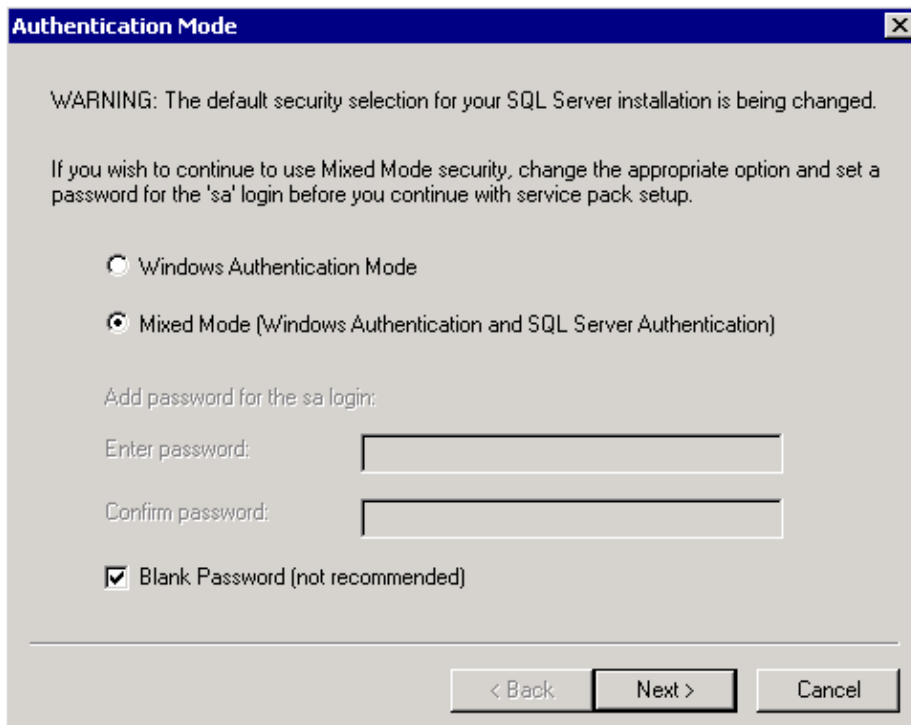 Authentication Mode
WARNING: The default security selection for your SQL Server installation is being changed.
If you wish to continue to use Mixed Mode security, change the appropriate option and set a
password for the 'sa' login before you continue with service pack setup.
Windows Authentication Mode
Mixed Mode (Windows Authentication and SQL Server Authentication)
Add password for the sa login:
Enter password:
Confirm password:
Blank Password (not recommended)
< Back Next > Cancel